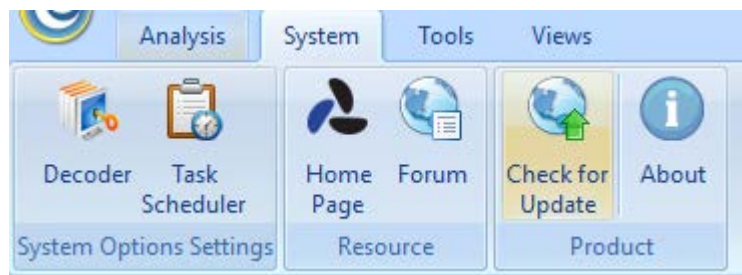 Analysis System Tools Views
Decoder Task Scheduler Home Page Forum Check for Update About
System Options Settings Resource Product